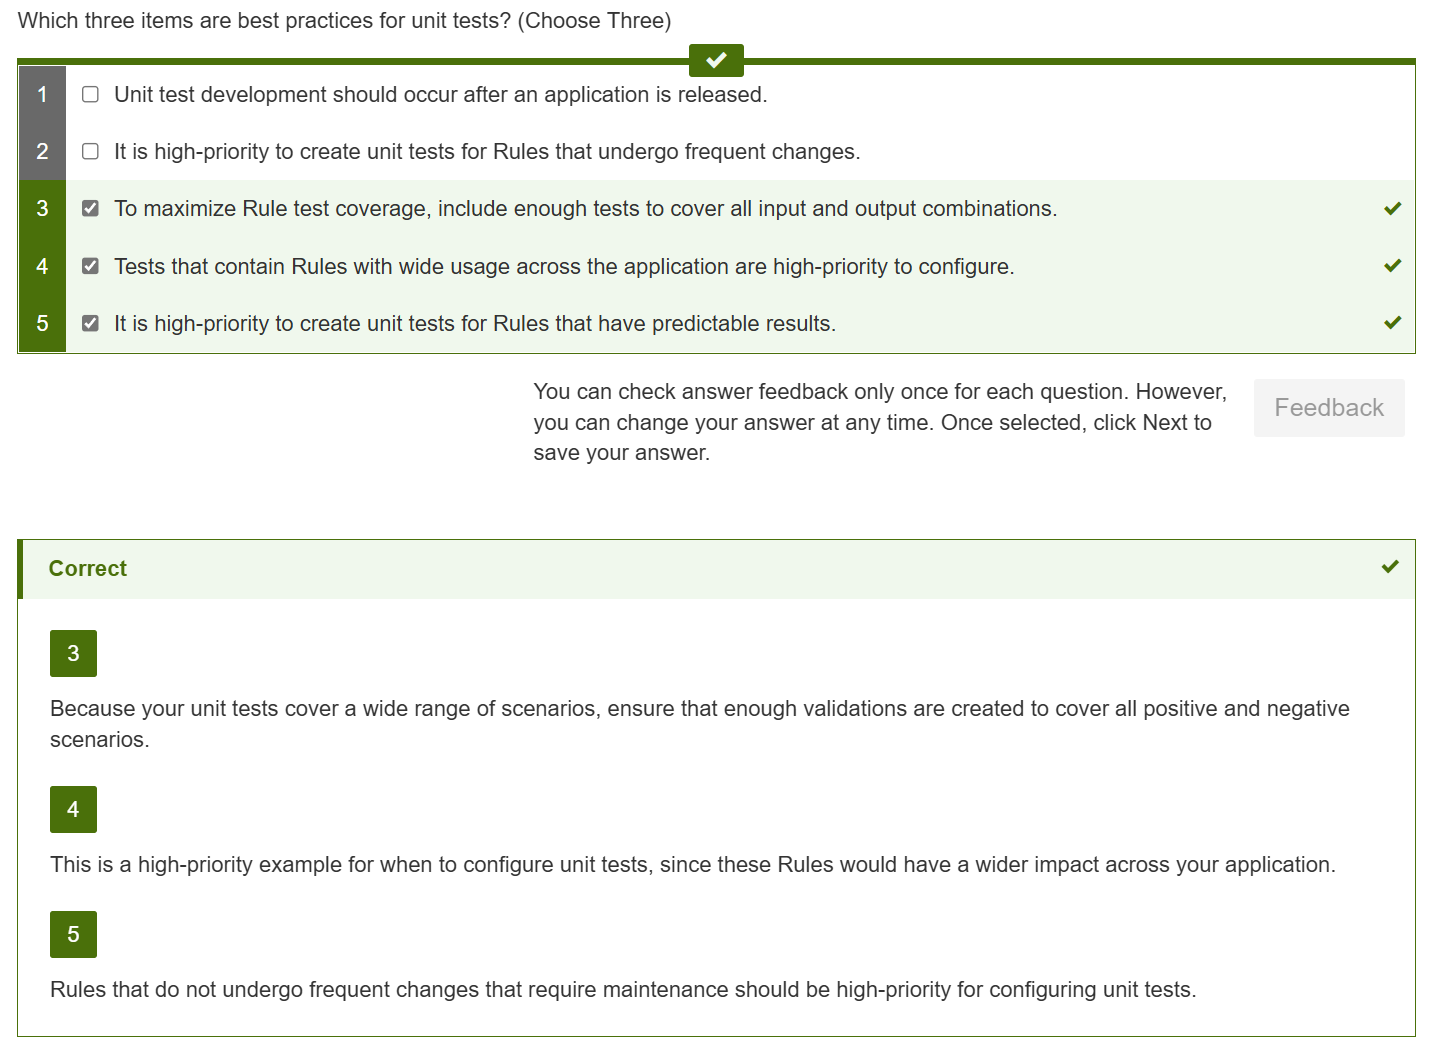 Which three items are best practices for unit tests? (Choose Three)
1 Unit test development should occur after an application is released.
2 It is high-priority to create unit tests for Rules that undergo frequent changes.
3 To maximize Rule test coverage, include enough tests to cover all input and output combinations.
4 Tests that contain Rules with wide usage across the application are high-priority to configure.
5 It is high-priority to create unit tests for Rules that have predictable results.
You can check answer feedback only once for each question. However,
you can change your answer at any time. Once selected, click Next to
save your answer.
Feedback
Correct
3
Because your unit tests cover a wide range of scenarios, ensure that enough validations are created to cover all positive and negative
scenarios.
4
This is a high-priority example for when to configure unit tests, since these Rules would have a wider impact across your application.
5
Rules that do not undergo frequent changes that require maintenance should be high-priority for configuring unit tests.